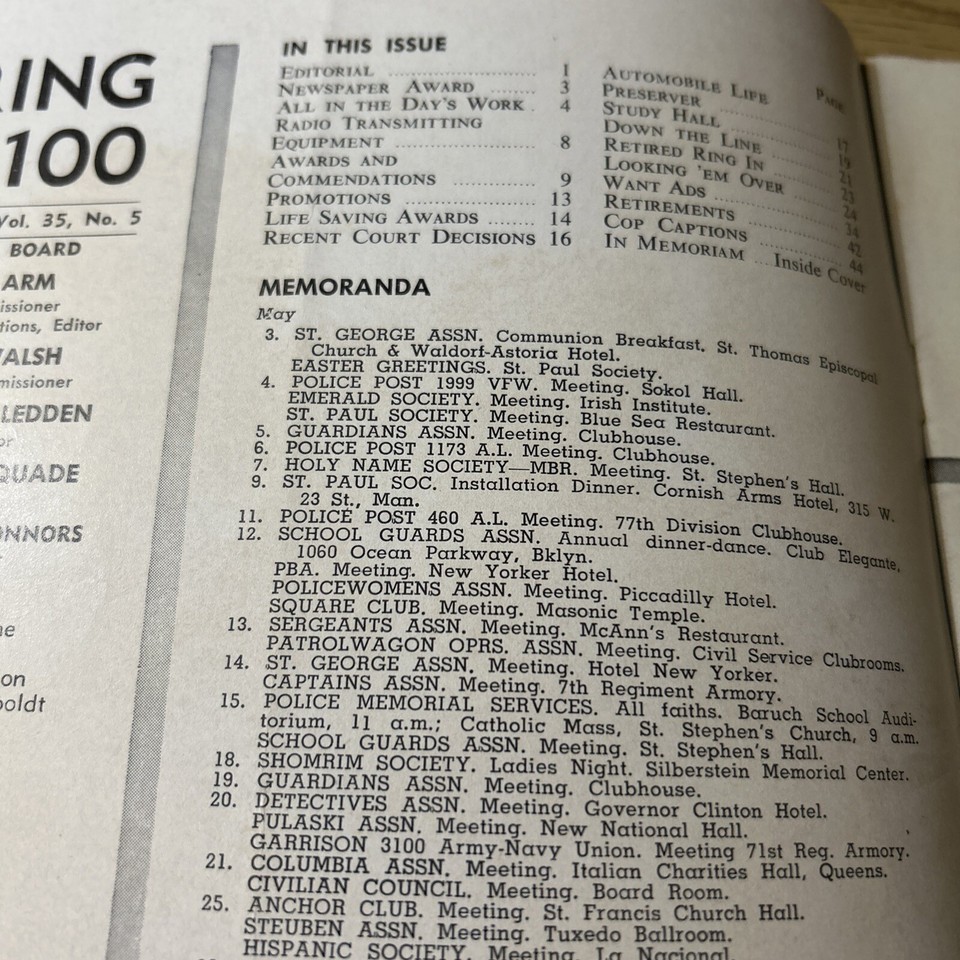 RING
100
Vol. 35, No. 5
BOARD
ARM
issioner
tions, Editor
WALSH
missioner
LEDDEN
or
QUADE
ONNORS
ne
on
boldt
IN THIS ISSUE
EDITORIAL ................... 1
NEWSPAPER AWARD ........ 3
ALL IN THE DAY'S WORK . 4
RADIO TRANSMITTING
EQUIPMENT .................. 8
AWARDS AND
COMMENDATIONS ........... 9
PROMOTIONS ................. 13
LIFE SAVING AWARDS ........ 14
RECENT COURT DECISIONS 16
Page
AUTOMOBILE LIFE
PRESERVER ................. 17
STUDY HALL ................. 19
DOWN THE LINE ............. 21
RETIRED RING IN ........... 23
LOOKING 'EM OVER ........ 24
WANT ADS ................... 34
RETIREMENTS ................ 42
COP CAPTIONS ............... 44
IN MEMORIAM ... Inside Cover
MEMORANDA
May
3. ST. GEORGE ASSN. Communion Breakfast. St. Thomas Episcopal
Church & Waldorf-Astoria Hotel.
EASTER GREETINGS. St. Paul Society.
4. POLICE POST 1999 VFW. Meeting. Sokol Hall.
EMERALD SOCIETY. Meeting. Irish Institute.
ST. PAUL SOCIETY. Meeting. Blue Sea Restaurant.
5. GUARDIANS ASSN. Meeting. Clubhouse.
6. POLICE POST 1173 A.L. Meeting. Clubhouse.
7. HOLY NAME SOCIETY—MBR. Meeting. St. Stephen's Hall.
9. ST. PAUL SOC. Installation Dinner. Cornish Arms Hotel, 315 W.
23 St., Man.
11. POLICE POST 460 A.L. Meeting. 77th Division Clubhouse.
12. SCHOOL GUARDS ASSN. Annual dinner-dance. Club Elegante,
1060 Ocean Parkway, Bklyn.
PBA. Meeting. New Yorker Hotel.
POLICEWOMENS ASSN. Meeting. Piccadilly Hotel.
SQUARE CLUB. Meeting. Masonic Temple.
13. SERGEANTS ASSN. Meeting. McAnn's Restaurant.
PATROLWAGON OPRS. ASSN. Meeting. Civil Service Clubrooms.
14. ST. GEORGE ASSN. Meeting. Hotel New Yorker.
CAPTAINS ASSN. Meeting. 7th Regiment Armory.
15. POLICE MEMORIAL SERVICES. All faiths. Baruch School Audi-
torium, 11 a.m.; Catholic Mass, St. Stephen's Church, 9 a.m.
SCHOOL GUARDS ASSN. Meeting. St. Stephen's Hall.
18. SHOMRIM SOCIETY. Ladies Night. Silberstein Memorial Center.
19. GUARDIANS ASSN. Meeting. Clubhouse.
20. DETECTIVES ASSN. Meeting. Governor Clinton Hotel.
PULASKI ASSN. Meeting. New National Hall.
GARRISON 3100 Army-Navy Union. Meeting 71st Reg. Armory.
21. COLUMBIA ASSN. Meeting. Italian Charities Hall, Queens.
CIVILIAN COUNCIL. Meeting. Board Room.
25. ANCHOR CLUB. Meeting. St. Francis Church Hall.
STEUBEN ASSN. Meeting. Tuxedo Ballroom.
HISPANIC SOCIETY. Meeting. La Nacional.